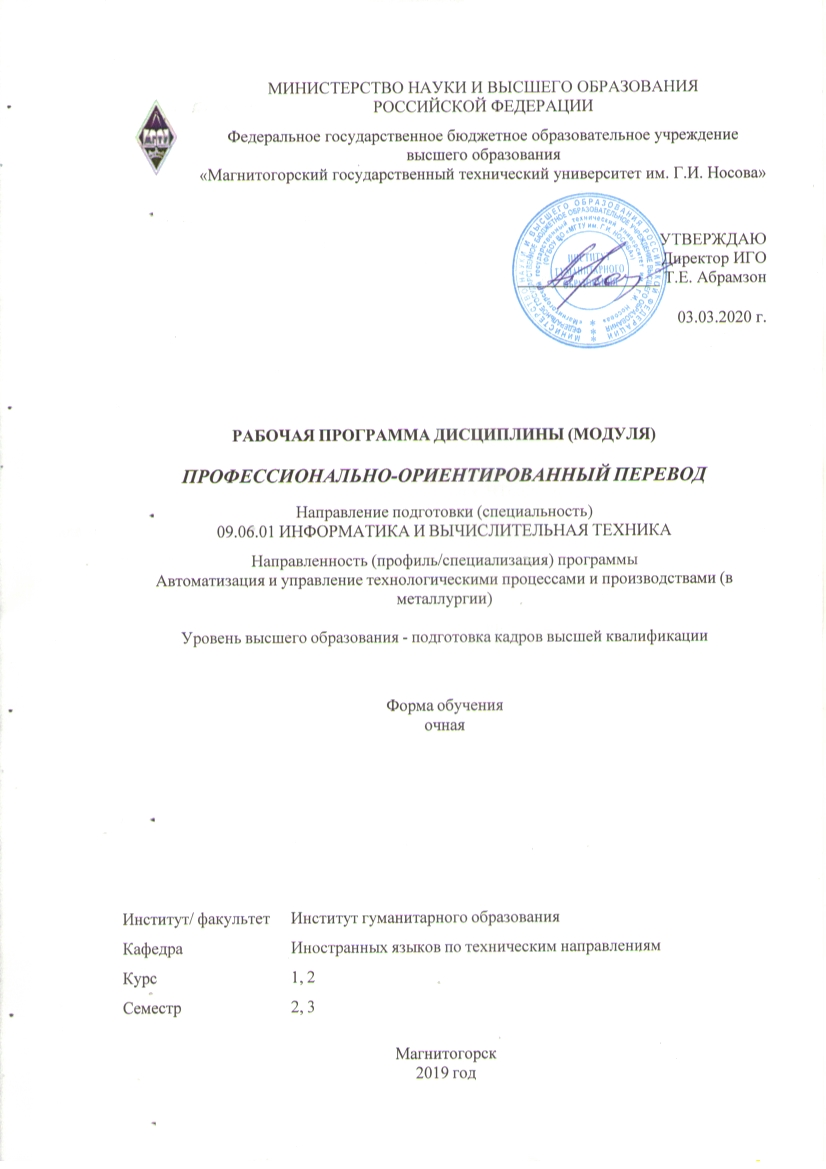 МИНИСТЕРСТВО НАУКИ И ВЫСШЕГО ОБРАЗОВАНИЯ
РОССИЙСКОЙ ФЕДЕРАЦИИ
Федеральное государственное бюджетное образовательное учреждение
высшего образования
«Магнитогорский государственный технический университет им. Г.И. Носова»
УТВЕРЖДАЮ
Директор ИГО
Т.Е. Абрамзон
03.03.2020 г.
РАБОЧАЯ ПРОГРАММА ДИСЦИПЛИНЫ (МОДУЛЯ)
ПРОФЕССИОНАЛЬНО-ОРИЕНТИРОВАННЫЙ ПЕРЕВОД
Направление подготовки (специальность)
09.06.01 ИНФОРМАТИКА И ВЫЧИСЛИТЕЛЬНАЯ ТЕХНИКА
Направленность (профиль/специализация) программы
Автоматизация и управление технологическими процессами и производствами (в
металлургии)
Уровень высшего образования - подготовка кадров высшей квалификации
Форма обучения
очная
Институт/ факультет Институт гуманитарного образования
Кафедра Иностранных языков по техническим направлениям
Курс 1, 2
Семестр 2, 3
Магнитогорск
2019 год